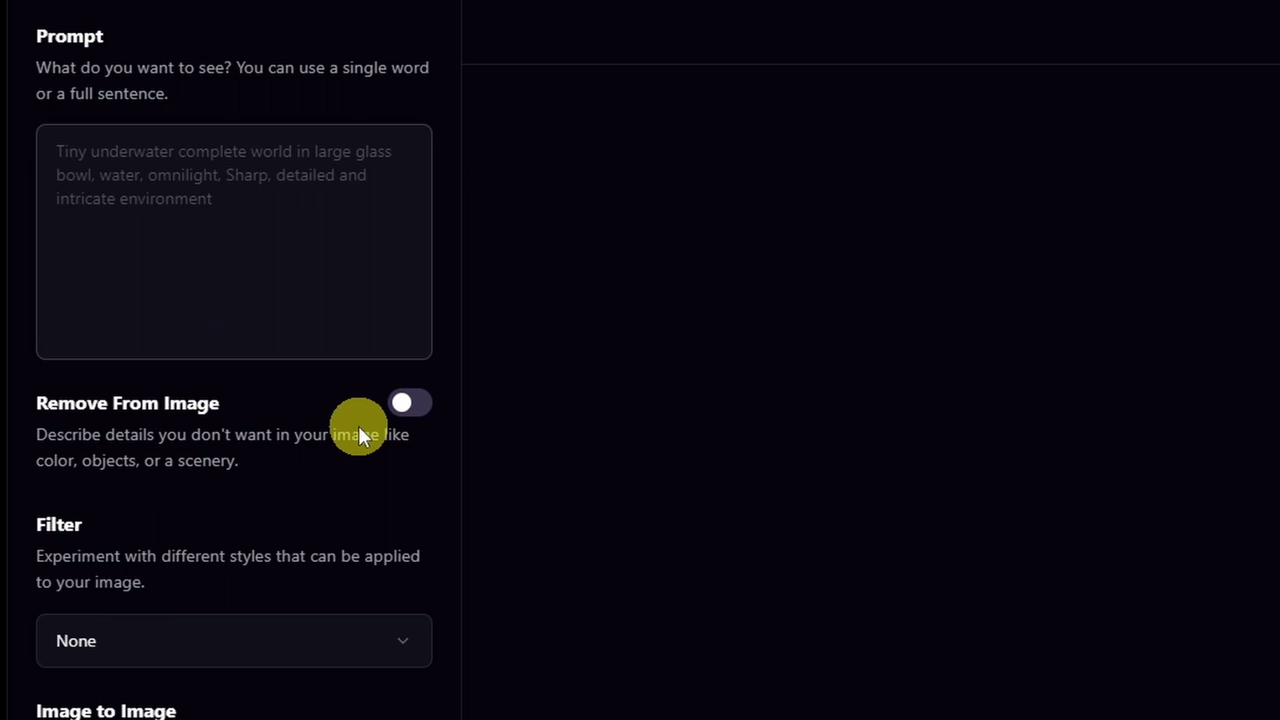 Prompt
What do you want to see? You can use a single word
or a full sentence.
Tiny underwater complete world in large glass
bowl, water, omnilight, Sharp, detailed and
intricate environment
Remove From Image
Describe details you don't want in your image like
color, objects, or a scenery.
Filter
Experiment with different styles that can be applied
to your image.
None
Image to Image